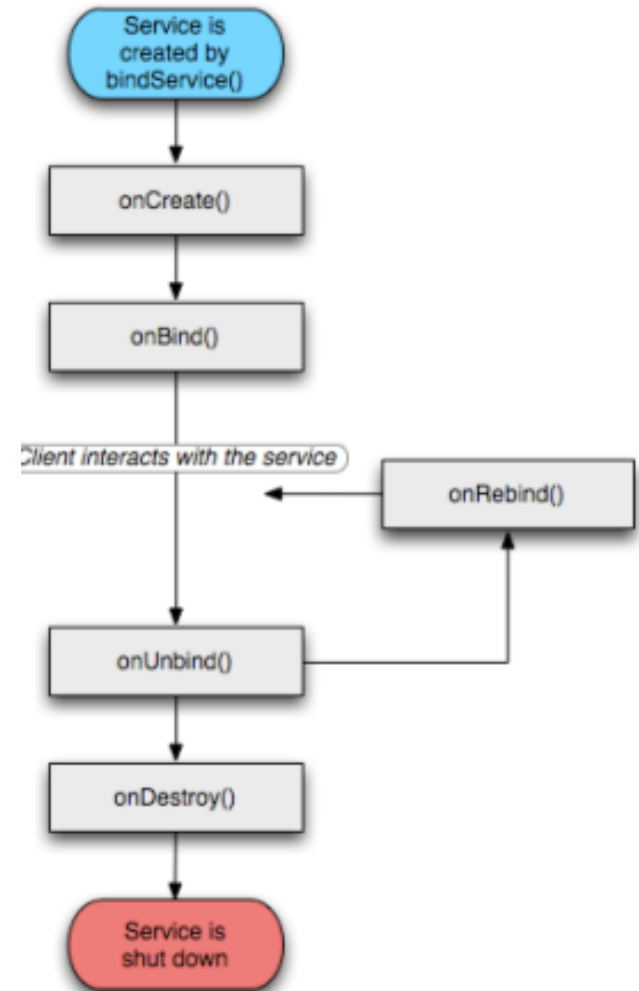 Service is
created by
bindService()
onCreate()
onBind()
Client interacts with the service
onRebind()
onUnbind()
onDestroy()
Service is
shut down